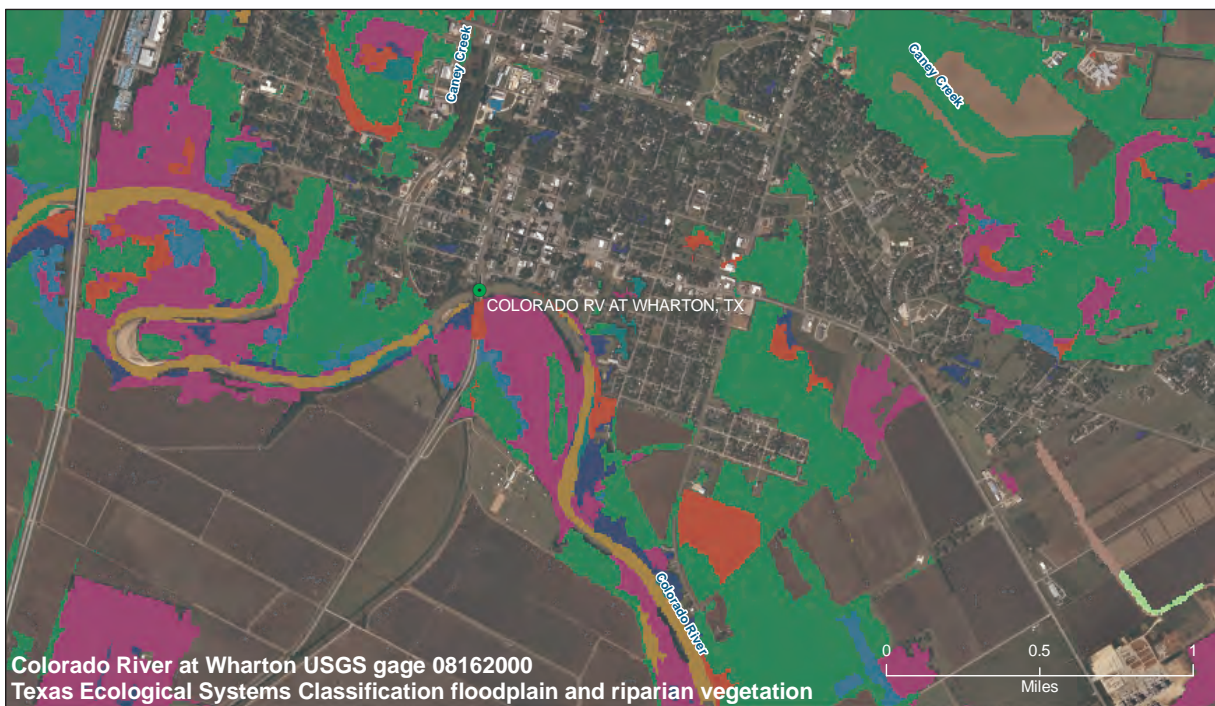 Caney Creek
Caney Creek
COLORADO RV AT WHARTON, TX
Colorado River
0 0.5 1
Miles
Colorado River at Wharton USGS gage 08162000
Texas Ecological Systems Classification floodplain and riparian vegetation